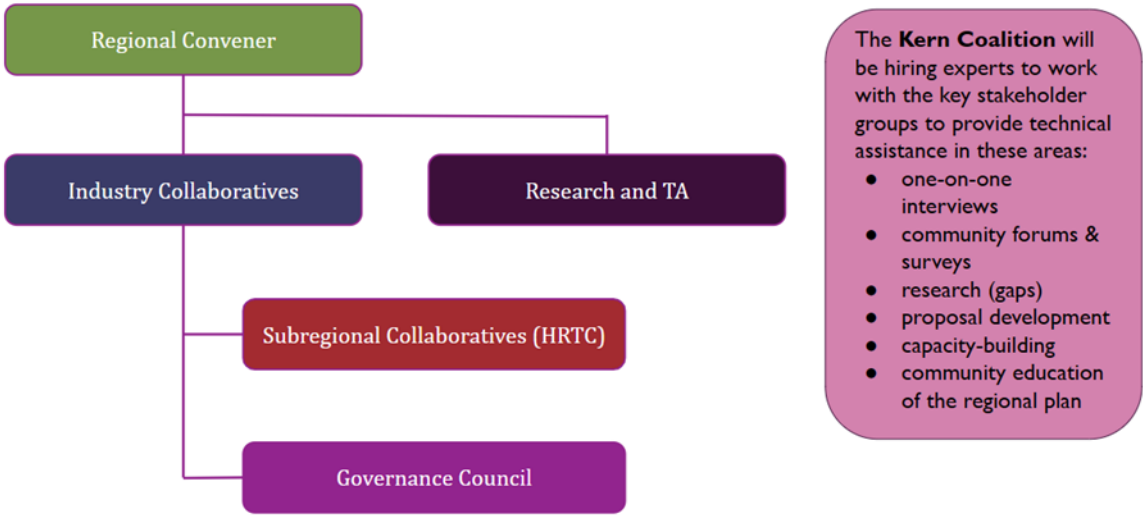 Regional Convener
Industry Collaboratives
Research and TA
Subregional Collaboratives (HRTC)
Governance Council
The Kern Coalition will
be hiring experts to work
with the key stakeholder
groups to provide technical
assistance in these areas:
● one-on-one
interviews
● community forums &
surveys
● research (gaps)
● proposal development
● capacity-building
● community education
of the regional plan